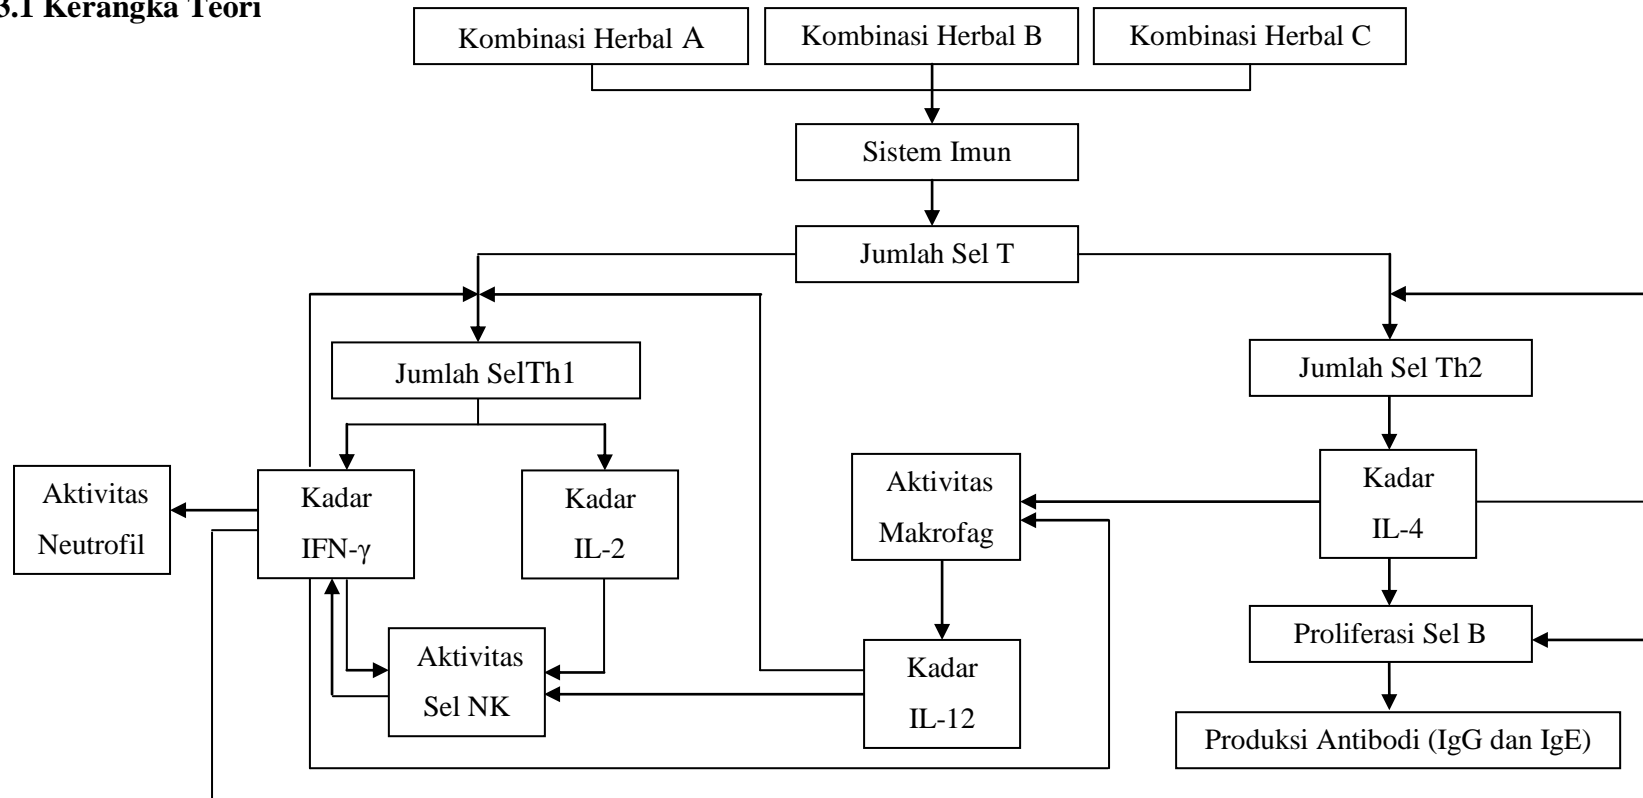 3.1 Kerangka Teori
Kombinasi Herbal A
Kombinasi Herbal B
Kombinasi Herbal C
Sistem Imun
Jumlah Sel T
Jumlah SelTh1
Jumlah Sel Th2
Aktivitas
Neutrofil
Kadar
IFN-γ
Kadar
IL-2
Aktivitas
Makrofag
Kadar
IL-4
Aktivitas
Sel NK
Kadar
IL-12
Proliferasi Sel B
Produksi Antibodi (IgG dan IgE)